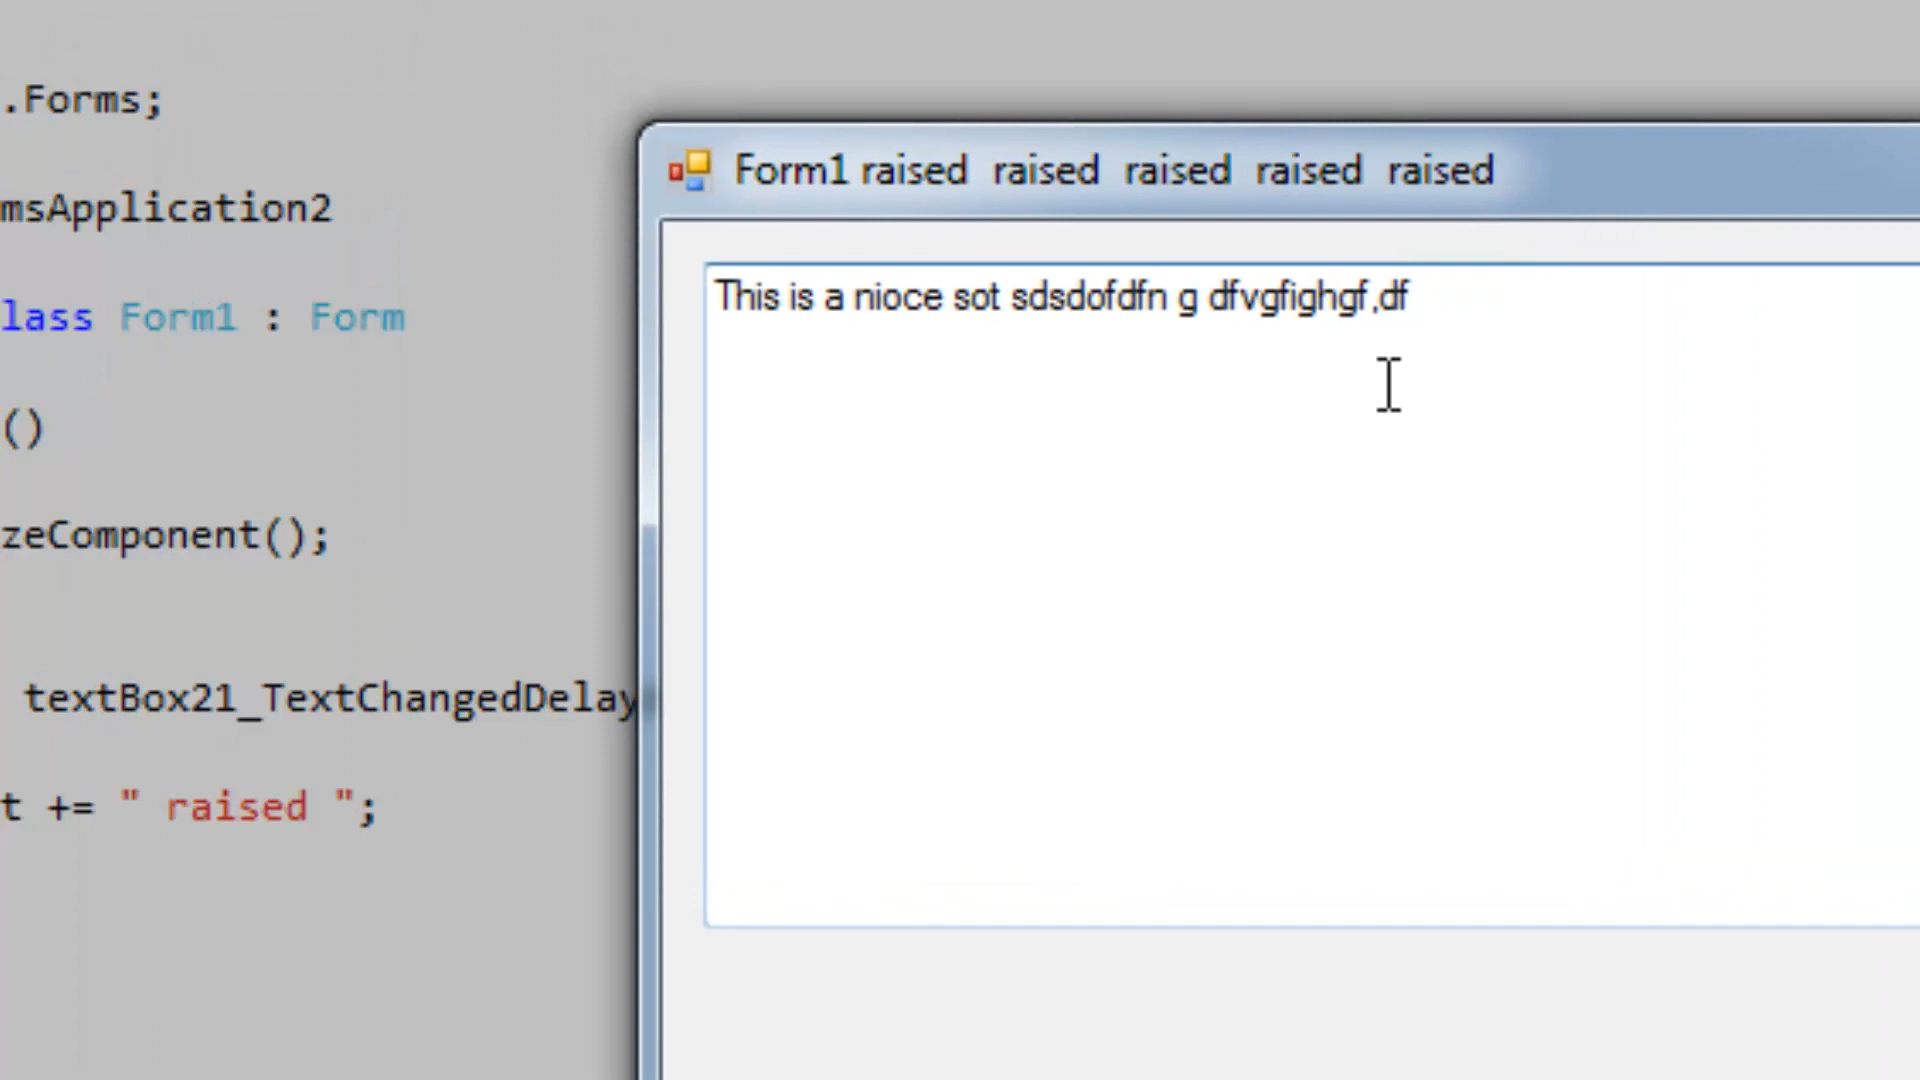 .Forms;
msApplication2
lass Form1 : Form
()
zeComponent();
textBox21_TextChangedDelay
t += " raised ";
Form1 raised raised raised raised raised
This is a nioce sot sdsdofdfn g dfvgfighgf,df